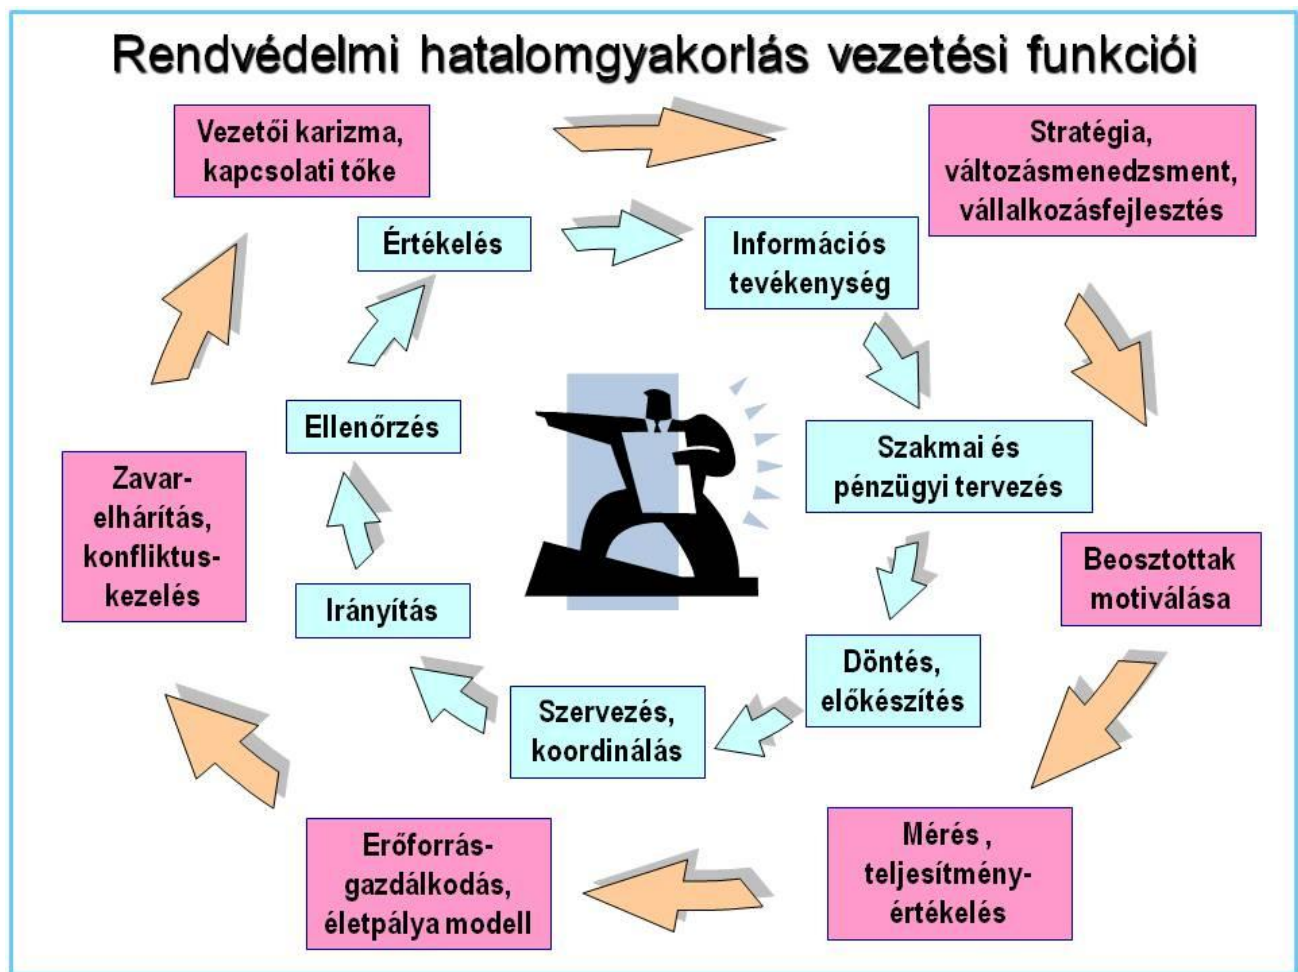 Rendvédelmi hatalomgyakorlás vezetési funkciói
Vezetői karizma,
kapcsolati tőke
Stratégia,
változásmenedzsment,
vállalkozásfejlesztés
Értékelés
Információs
tevékenység
Ellenőrzés
Szakmai és
pénzügyi tervezés
Zavar-
elhárítás,
konfliktus-
kezelés
Beosztottak
motiválása
Irányítás
Döntés,
előkészítés
Szervezés,
koordinálás
Erőforrás-
gazdálkodás,
életpálya modell
Mérés ,
teljesítmény-
értékelés